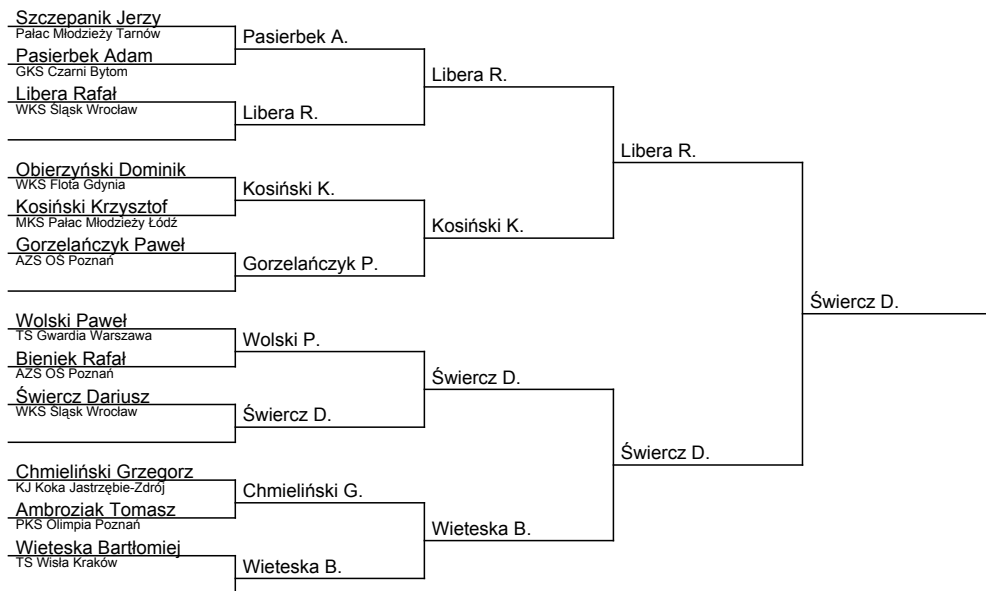 Szczepanik Jerzy
Pałac Młodzieży Tarnów
Pasierbek Adam
GKS Czarni Bytom
Libera Rafał
WKS Śląsk Wrocław
Obierzyński Dominik
WKS Flota Gdynia
Kosiński Krzysztof
MKS Pałac Młodzieży Łódź
Gorzelańczyk Paweł
AZS OŚ Poznań
Wolski Paweł
TS Gwardia Warszawa
Bieniek Rafał
AZS OŚ Poznań
Świercz Dariusz
WKS Śląsk Wrocław
Chmieliński Grzegorz
KJ Koka Jastrzębie-Zdrój
Ambroziak Tomasz
PKS Olimpia Poznań
Wieteska Bartłomiej
TS Wisła Kraków
Pasierbek A.
Libera R.
Kosiński K.
Gorzelańczyk P.
Wolski P.
Świercz D.
Chmieliński G.
Wieteska B.
Libera R.
Kosiński K.
Świercz D.
Wieteska B.
Libera R.
Świercz D.
Świercz D.